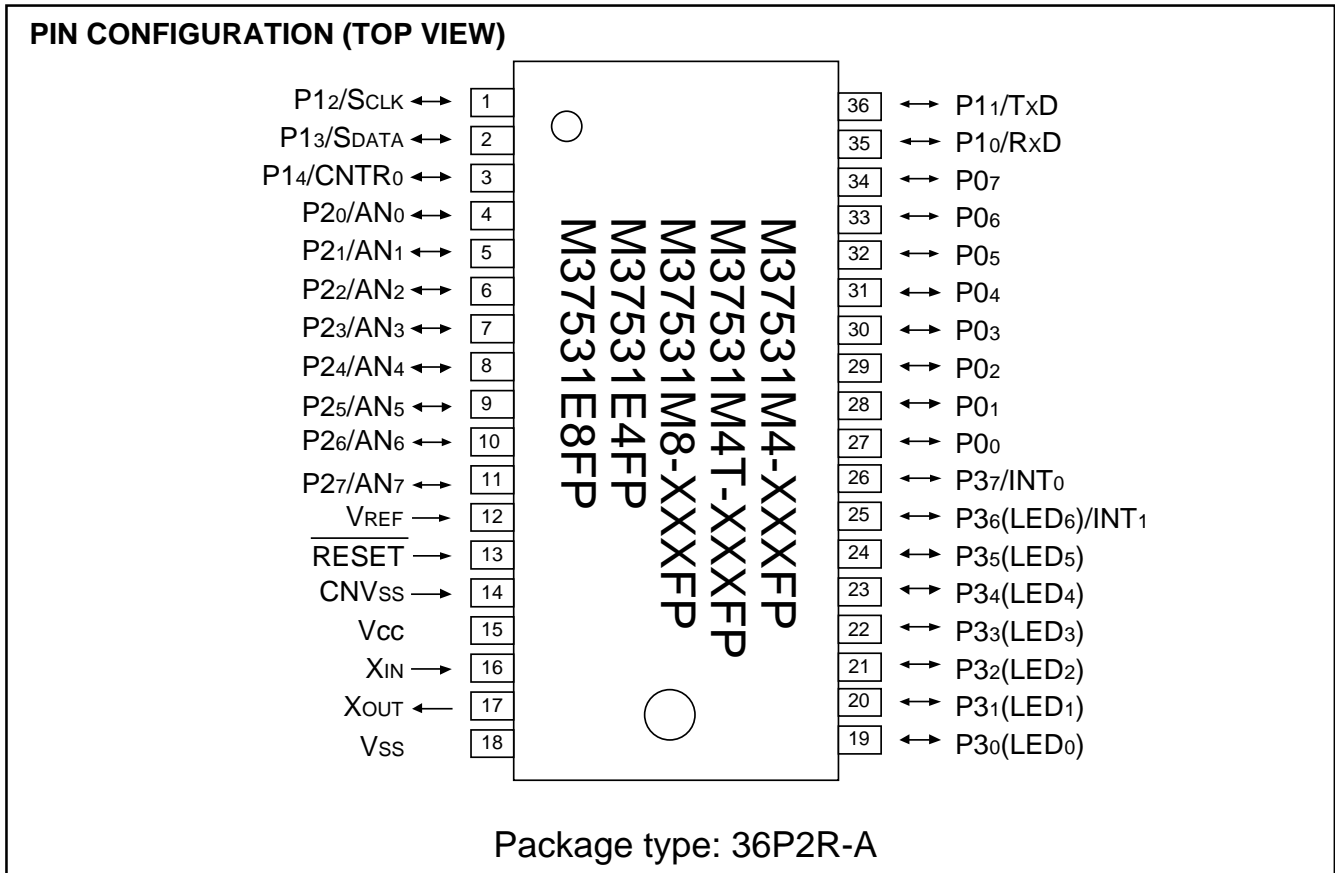 PIN CONFIGURATION (TOP VIEW)
P12/SCLK 1
P13/SDATA 2
P14/CNTR0 3
P20/AN0 4
P21/AN1 5
P22/AN2 6
P23/AN3 7
P24/AN4 8
P25/AN5 9
P26/AN6 10
P27/AN7 11
VREF 12
RESET 13
CNVSS 14
Vcc 15
XIN 16
XOUT 17
VSS 18
M37531M4-XXXFP
M37531M4T-XXXFP
M37531M8-XXXFP
M37531E4FP
M37531E8FP
36 P11/TxD
35 P10/RxD
34 P07
33 P06
32 P05
31 P04
30 P03
29 P02
28 P01
27 P00
26 P37/INT0
25 P36(LED6)/INT1
24 P35(LED5)
23 P34(LED4)
22 P33(LED3)
21 P32(LED2)
20 P31(LED1)
19 P30(LED0)
Package type: 36P2R-A